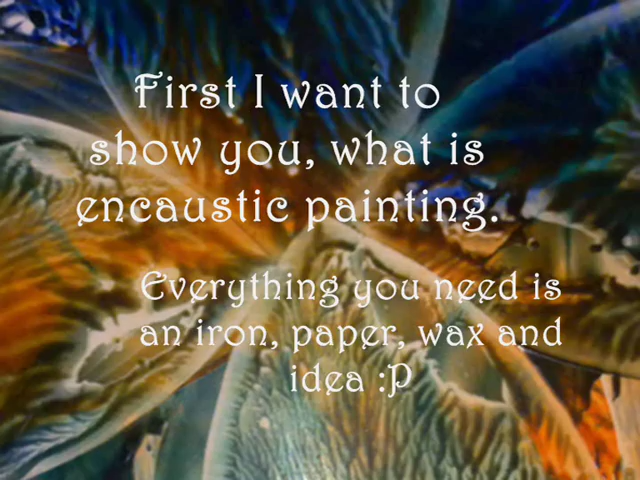 First I want to
show you, what is
encaustic painting.
Everything you need is
an iron, paper, wax and
idea :P